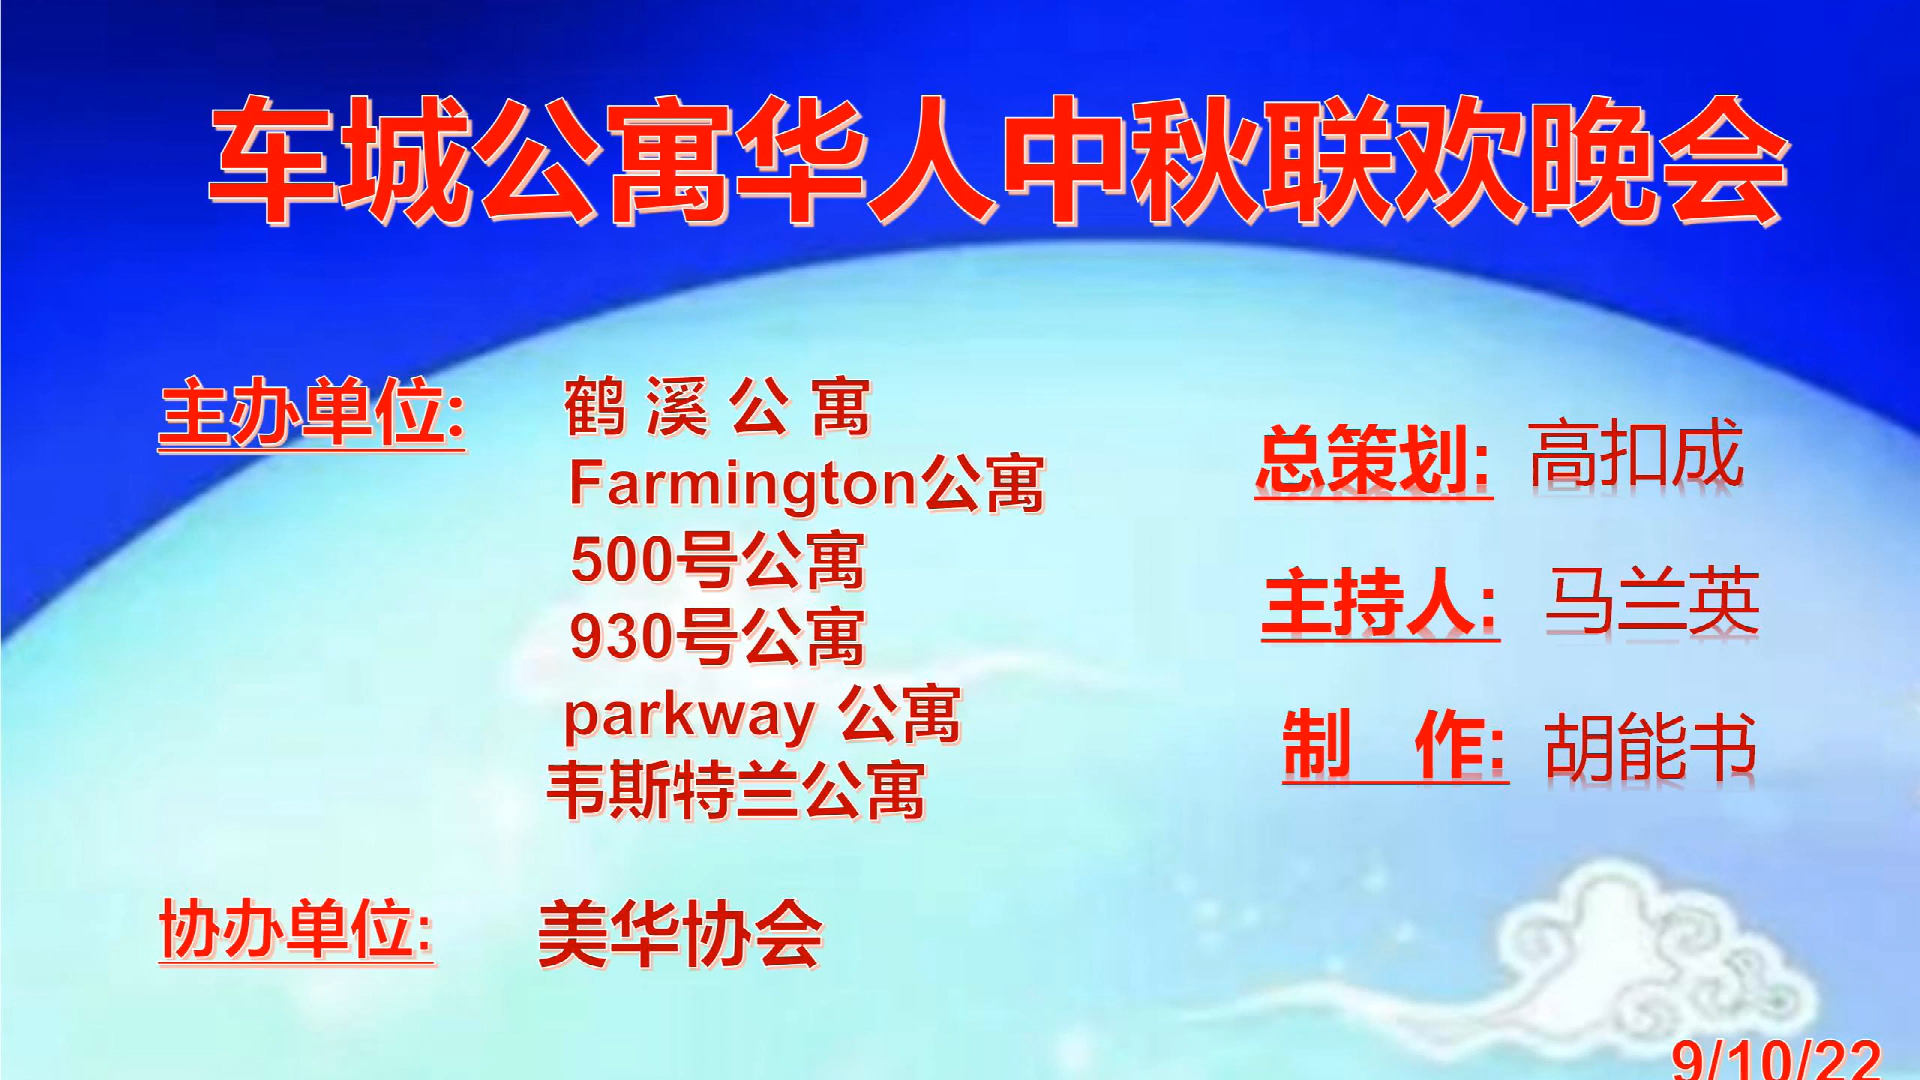 车城公寓华人中秋联欢晚会
主办单位:
鹤 溪 公 寓
Farmington公寓
500号公寓
930号公寓
parkway 公寓
韦斯特兰公寓
协办单位: 美华协会
总策划: 高扣成
主持人: 马兰英
制 作: 胡能书
9/10/22